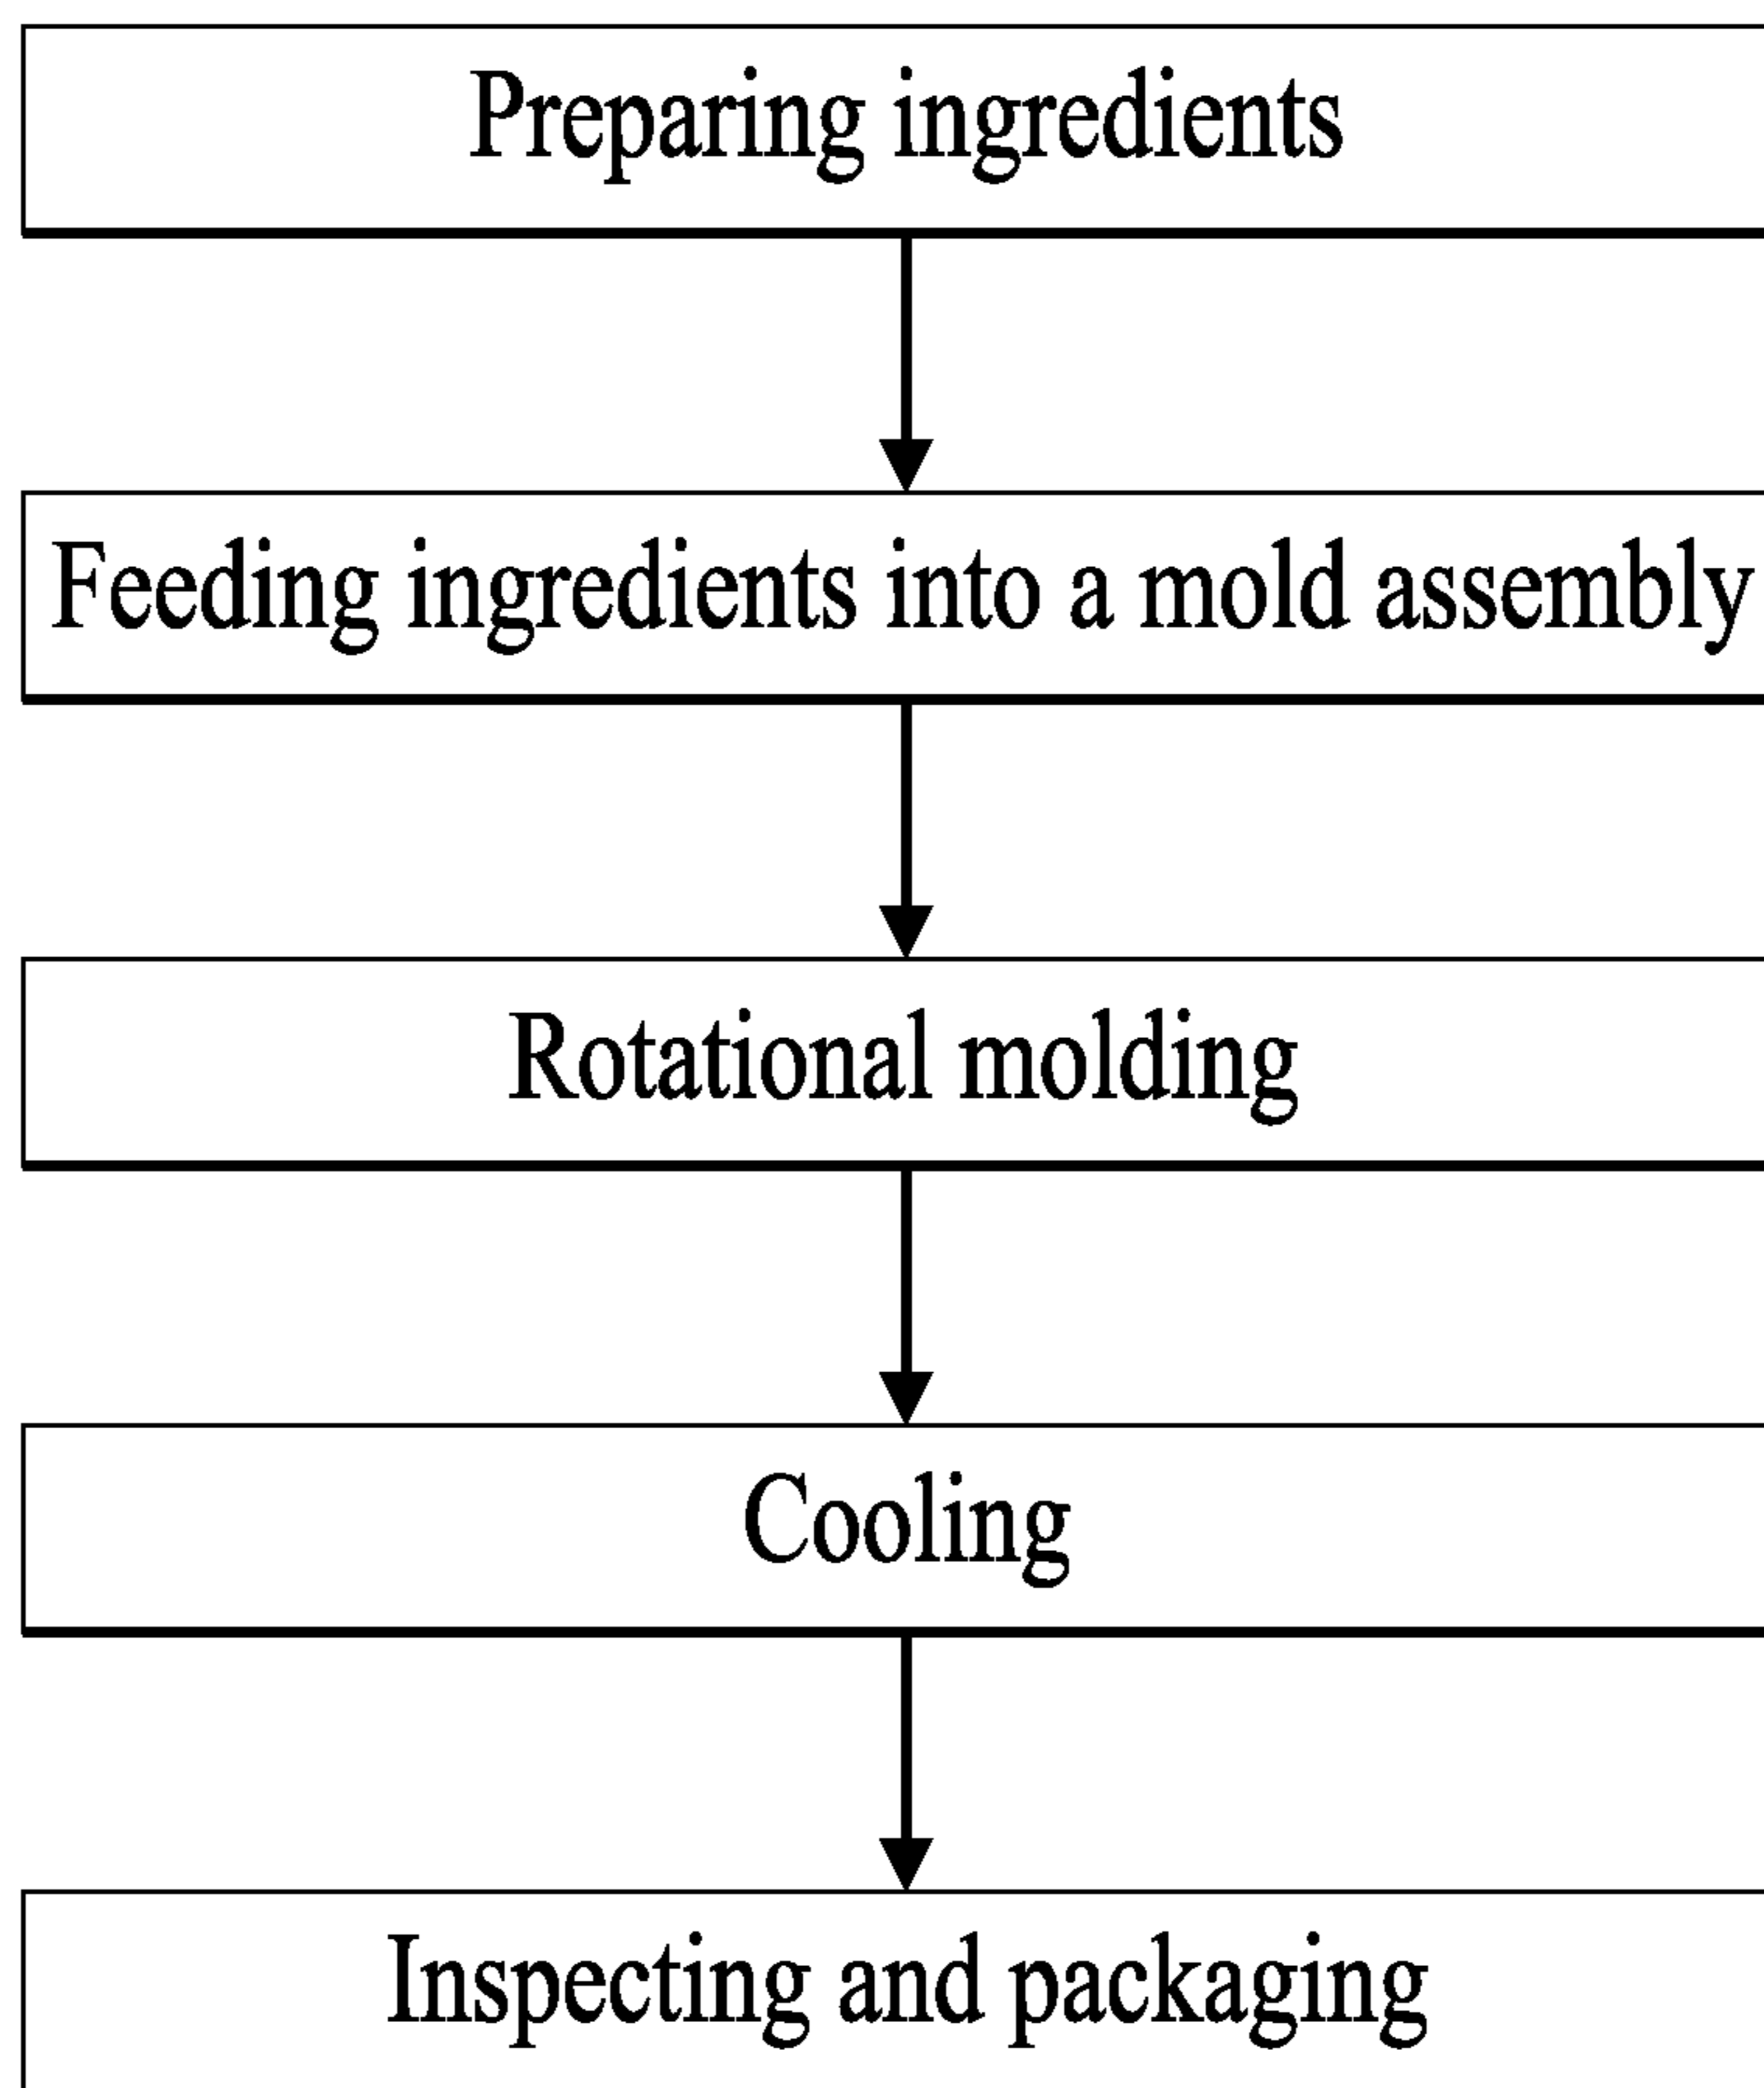 Preparing ingredients
Feeding ingredients into a mold assembly
Rotational molding
Cooling
Inspecting and packaging